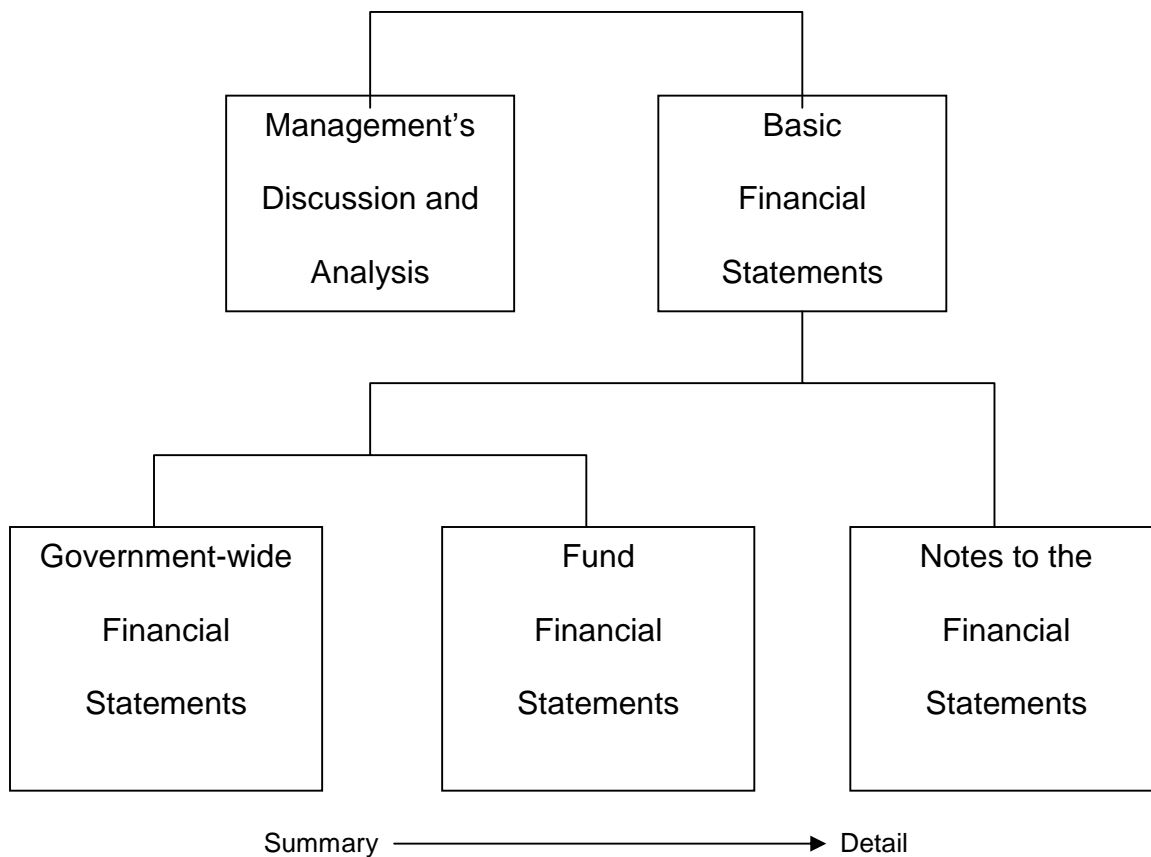 Management’s
Discussion and
Analysis
Basic
Financial
Statements
Government-wide
Financial
Statements
Fund
Financial
Statements
Notes to the
Financial
Statements
Summary
Detail